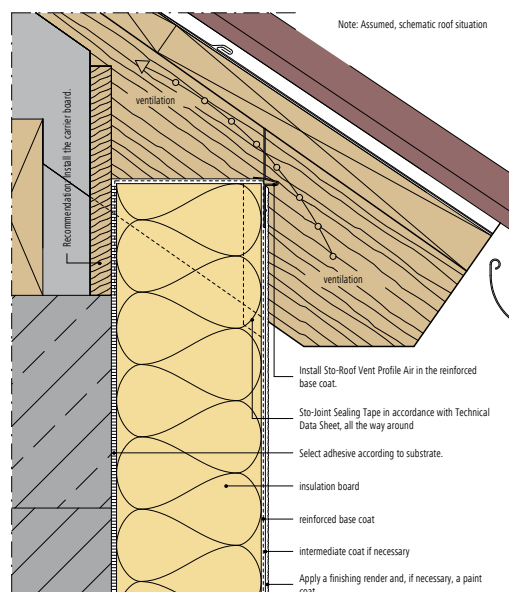 Note: Assumed, schematic roof situation
ventilation
Recommendation: Install the carrier board.
ventilation
Install Sto-Roof Vent Profile Air in the reinforced
base coat.
Sto-Joint Sealing Tape in accordance with Technical
Data Sheet, all the way around
Select adhesive according to substrate.
insulation board
reinforced base coat
intermediate coat if necessary
Apply a finishing render and, if necessary, a paint
coat.